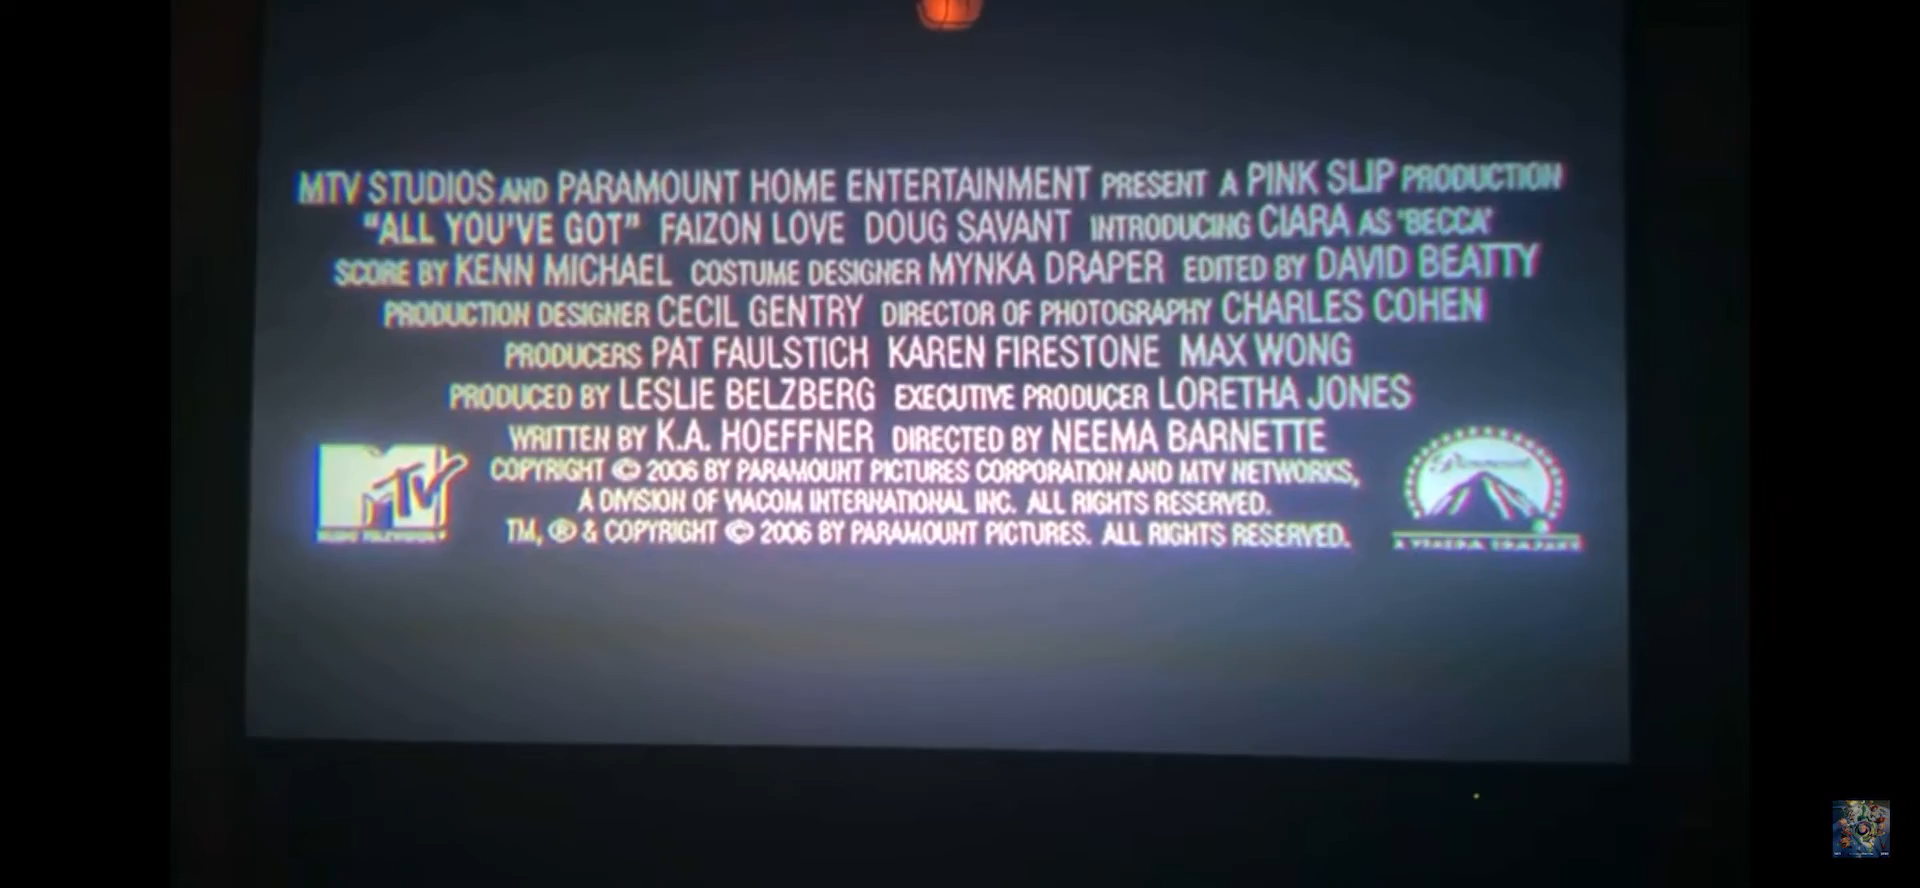 MTV STUDIOS AND PARAMOUNT HOME ENTERTAINMENT PRESENT A PINK SLIP PRODUCTION
"ALL YOU'VE GOT" FAIZON LOVE DOUG SAVANT INTRODUCING CIARA AS "BECCA"
SCORE BY KENN MICHAEL COSTUME DESIGNER MYNKA DRAPER EDITED BY DAVID BEATTY
PRODUCTION DESIGNER CECIL GENTRY DIRECTOR OF PHOTOGRAPHY CHARLES COHEN
PRODUCERS PAT FAULSTICH KAREN FIRESTONE MAX WONG
PRODUCED BY LESLIE BELZBERG EXECUTIVE PRODUCER LORETHA JONES
WRITTEN BY K.A. HOEFFNER DIRECTED BY NEEMA BARNETTE
COPYRIGHT © 2006 BY PARAMOUNT PICTURES CORPORATION AND MTV NETWORKS,
A DIVISION OF VIACOM INTERNATIONAL INC. ALL RIGHTS RESERVED.
TM, ® & COPYRIGHT © 2006 BY PARAMOUNT PICTURES. ALL RIGHTS RESERVED.
MTV
MUSIC TELEVISION
Paramount